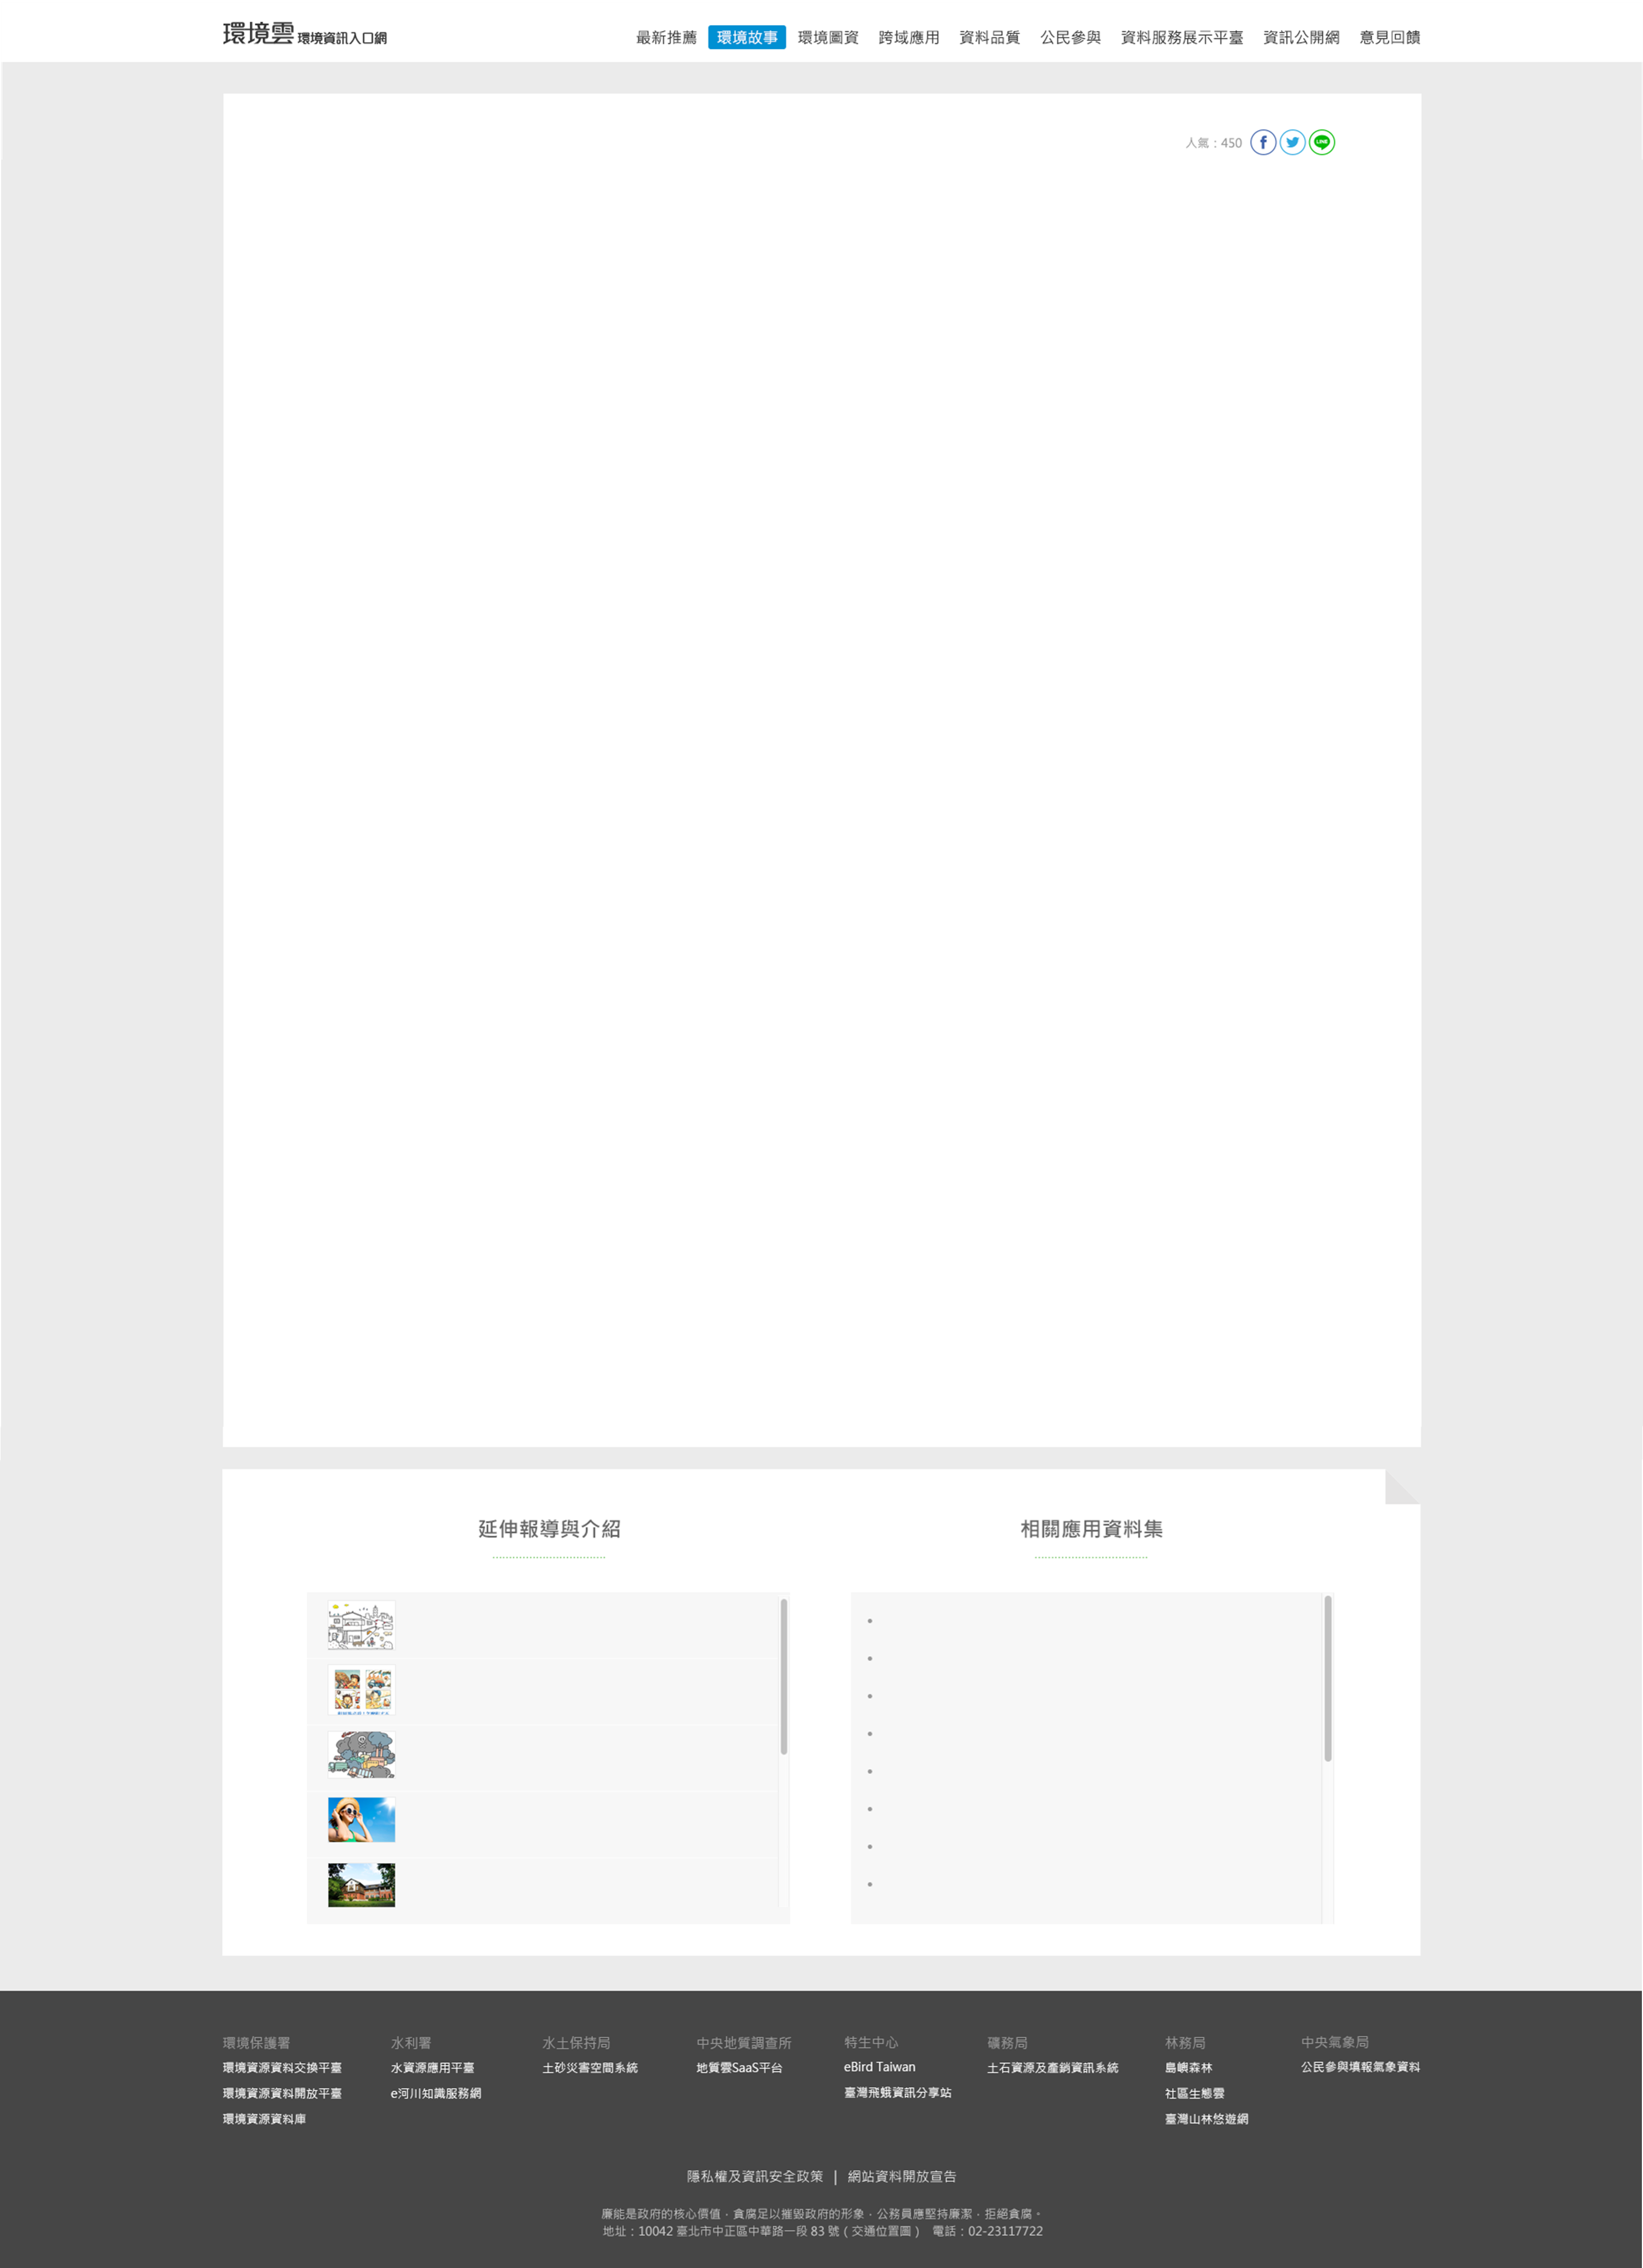 環境雲 環境資訊入口網
最新推薦 環境故事 環境圖資 跨域應用 資料品質 公民參與 資料服務展示平臺 資訊公開網 意見回饋
人氣：450
延伸報導與介紹
相關應用資料集
環境保護署 水利署 水土保持局 中央地質調查所 特生中心 礦務局 林務局 中央氣象局
環境資源資料交換平臺 水資源應用平臺 土砂災害空間系統 地質雲SaaS平台 eBird Taiwan 土石資源及產銷資訊系統 島嶼森林 公民參與填報氣象資料
環境資源資料開放平臺 e河川知識服務網 臺灣飛蛾資訊分享站 社區生態雲
環境資源資料庫 臺灣山林悠遊網
隱私權及資訊安全政策 | 網站資料開放宣告
廉能是政府的核心價值，貪腐足以摧毀政府的形象，公務員應堅持廉潔，拒絕貪腐。
地址：10042 臺北市中正區中華路一段 83 號（交通位置圖） 電話：02-23117722